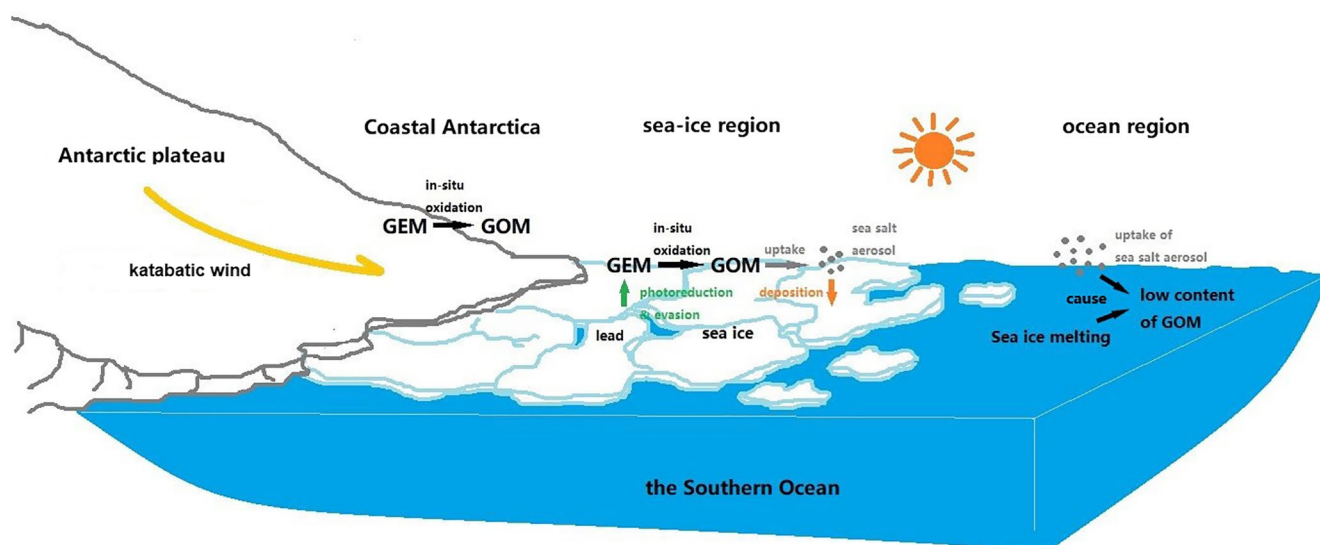 Coastal Antarctica
sea-ice region
ocean region
Antarctic plateau
katabatic wind
in-situ
oxidation
GEM
GOM
in-situ
oxidation
GEM
GOM
uptake
sea salt
aerosol
photoreduction
& evasion
deposition
lead
sea ice
uptake of
sea salt aerosol
cause
low content
of GOM
Sea ice melting
the Southern Ocean